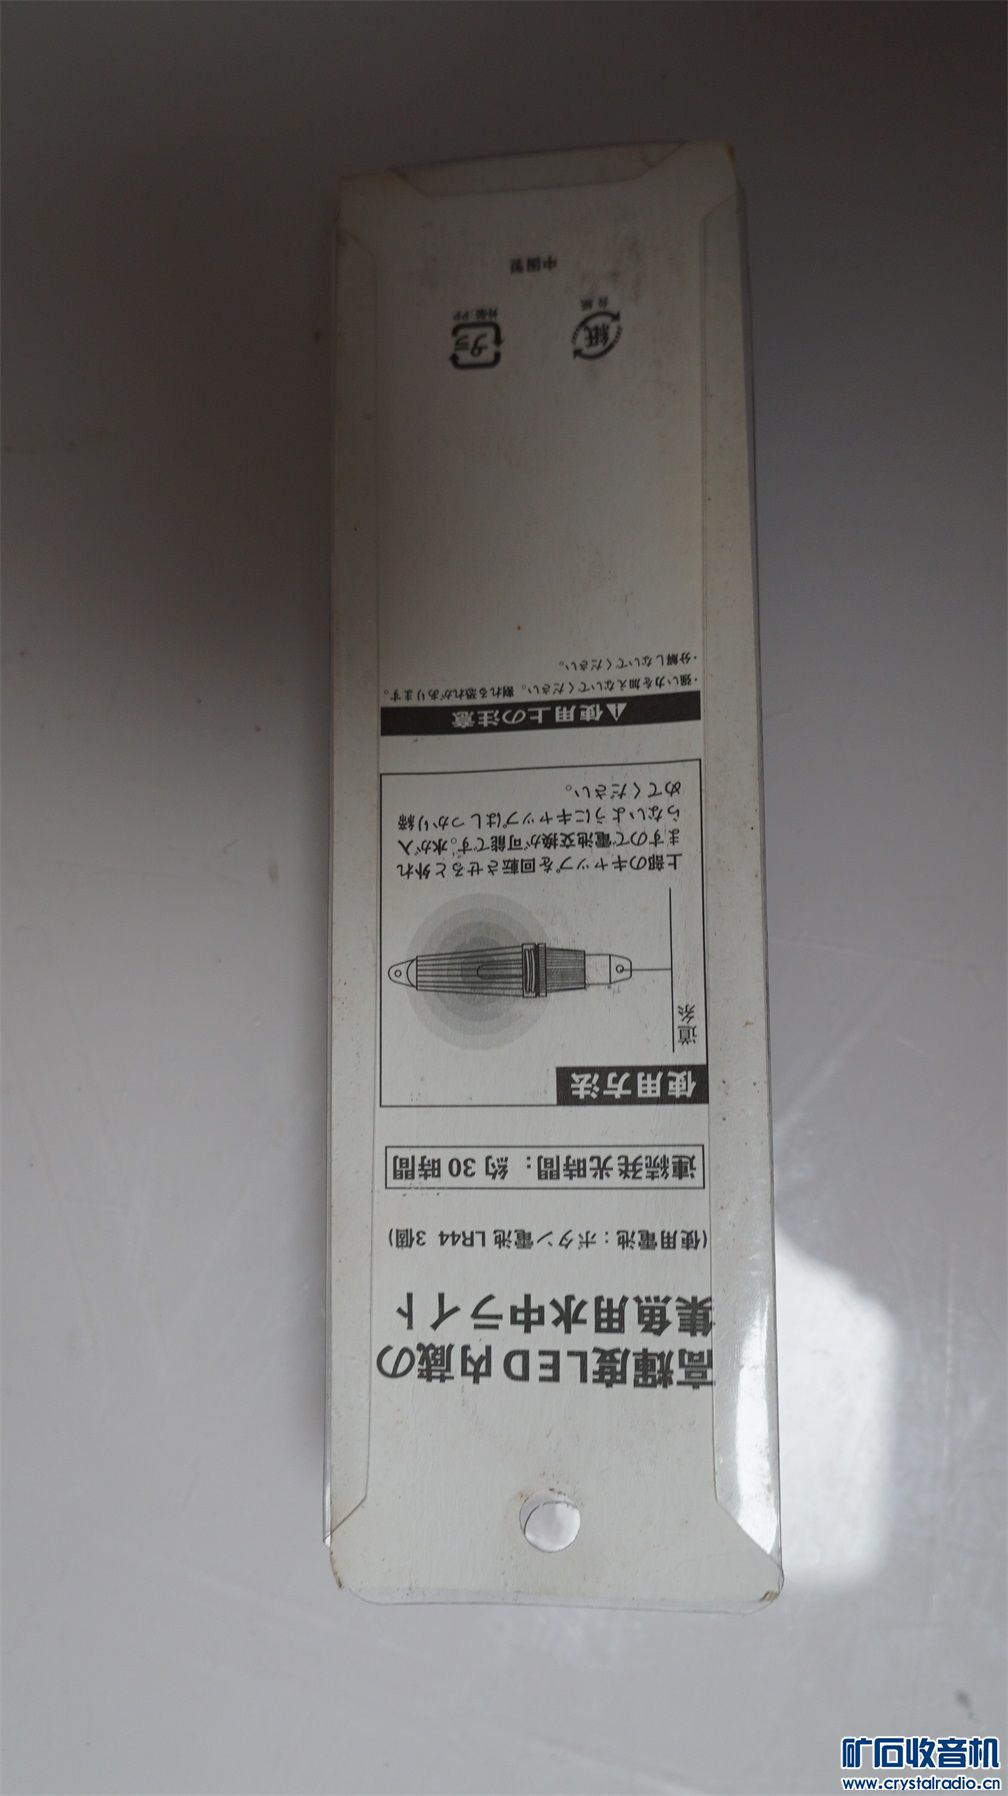 高輝度LED内蔵の
集魚用水中ライト
(使用電池：ボタン電池 LR44 3個)
連続発光時間：約30時間
使用方法
道糸
上部のキャップを回転させると外れ
ますので電池交換が可能です。水が入
らないようにキャップはしっかり締
めてください。
⚠使用上の注意
・強い力を加えないでください。割れる恐れがあります。
・分解しないでください。
紙
台紙
プラ
外装:PP
中国製
矿石收音机
www.crystalradio.cn